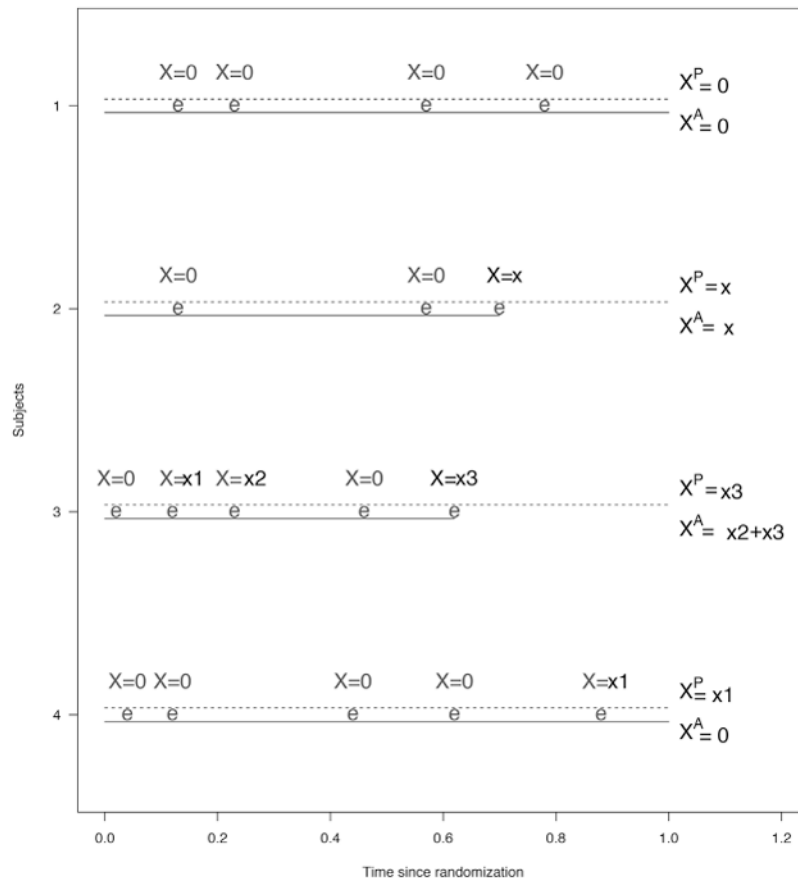 X=0 X=0 X=0 X=0
X^P = 0
1 e e e e
X^A = 0
X=0 X=0 X=x
X^P = x
2 e e e
X^A = x
X=0 X=x1 X=x2 X=0 X=x3
X^P = x3
3 e e e e e
X^A = x2+x3
X=0 X=0 X=0 X=0 X=x1
X^P = x1
4 e e e e e
X^A = 0
Subjects
0.0 0.2 0.4 0.6 0.8 1.0 1.2
Time since randomization